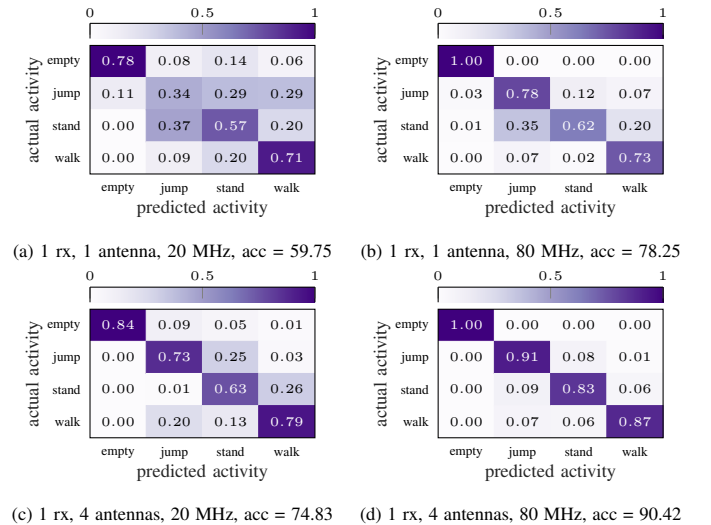 0 0.5 1
0 0.5 1
actual activity
empty 0.78 0.08 0.14 0.06
jump 0.11 0.34 0.29 0.29
stand 0.00 0.37 0.57 0.20
walk 0.00 0.09 0.20 0.71
empty jump stand walk
predicted activity
actual activity
empty 1.00 0.00 0.00 0.00
jump 0.03 0.78 0.12 0.07
stand 0.01 0.35 0.62 0.20
walk 0.00 0.07 0.02 0.73
empty jump stand walk
predicted activity
(a) 1 rx, 1 antenna, 20 MHz, acc = 59.75
(b) 1 rx, 1 antenna, 80 MHz, acc = 78.25
0 0.5 1
0 0.5 1
actual activity
empty 0.84 0.09 0.05 0.01
jump 0.00 0.73 0.25 0.03
stand 0.00 0.01 0.63 0.26
walk 0.00 0.20 0.13 0.79
empty jump stand walk
predicted activity
actual activity
empty 1.00 0.00 0.00 0.00
jump 0.00 0.91 0.08 0.01
stand 0.00 0.09 0.83 0.06
walk 0.00 0.07 0.06 0.87
empty jump stand walk
predicted activity
(c) 1 rx, 4 antennas, 20 MHz, acc = 74.83
(d) 1 rx, 4 antennas, 80 MHz, acc = 90.42